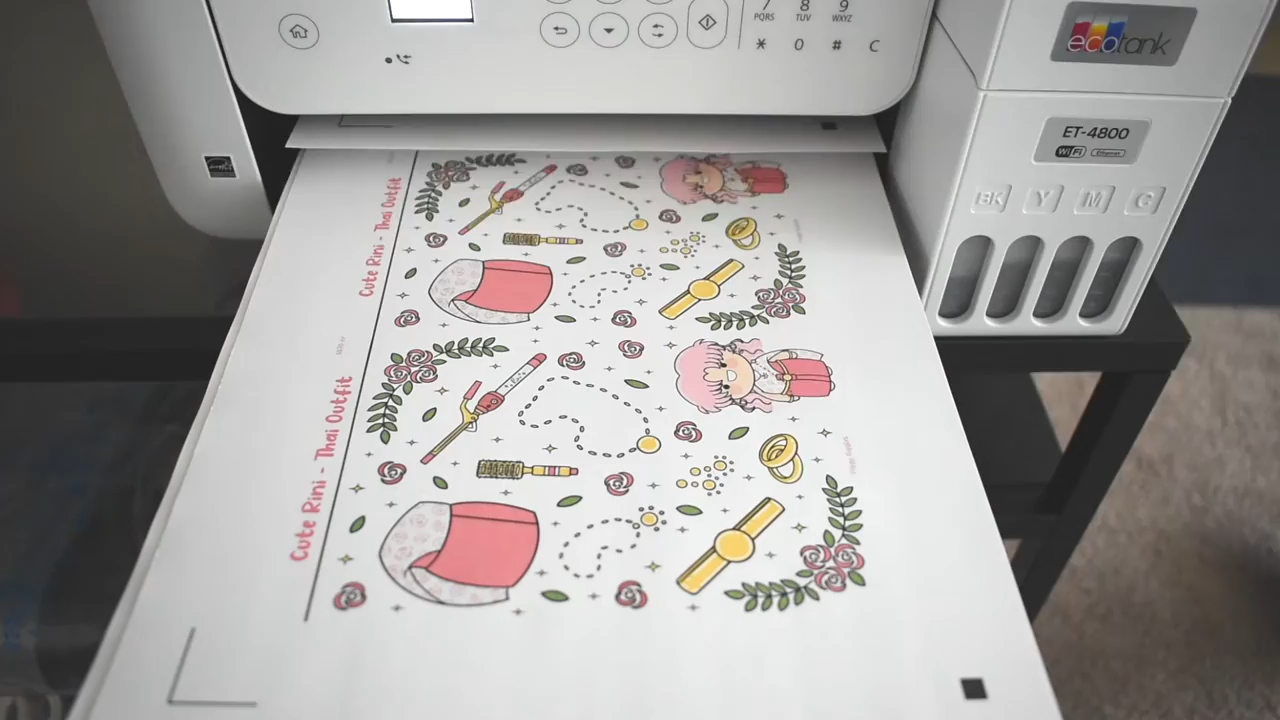 7 8 9
PQRS TUV WXYZ
* 0 # C
ecotank
ET-4800
WiFi Ethernet
BK Y M C
Cute Rini - Thai Outfit
Cute Rini - Thai Outfit